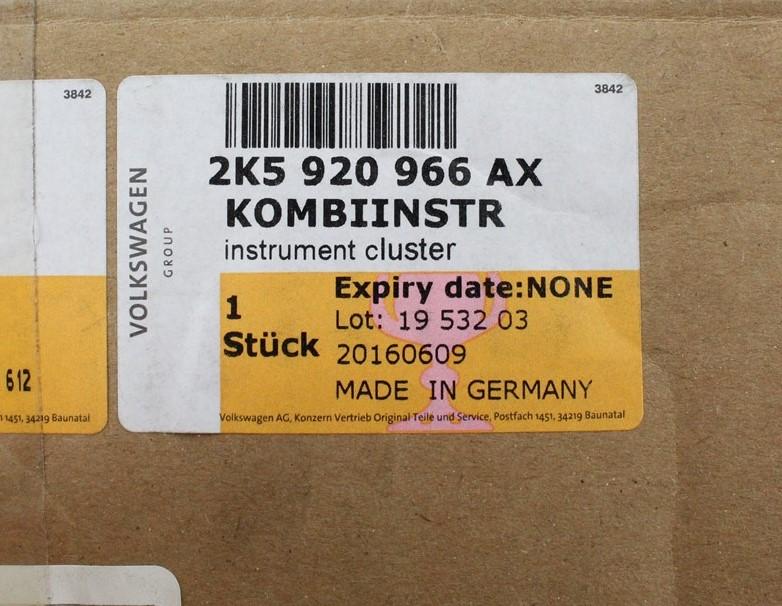 3842
612
1451, 34219 Baunatal
3842
VOLKSWAGEN
GROUP
2K5 920 966 AX
KOMBIINSTR
instrument cluster
1
Stück
Expiry date:NONE
Lot: 19 532 03
20160609
MADE IN GERMANY
Volkswagen AG, Konzern Vertrieb Original Teile und Service, Postfach 1451, 34219 Baunatal